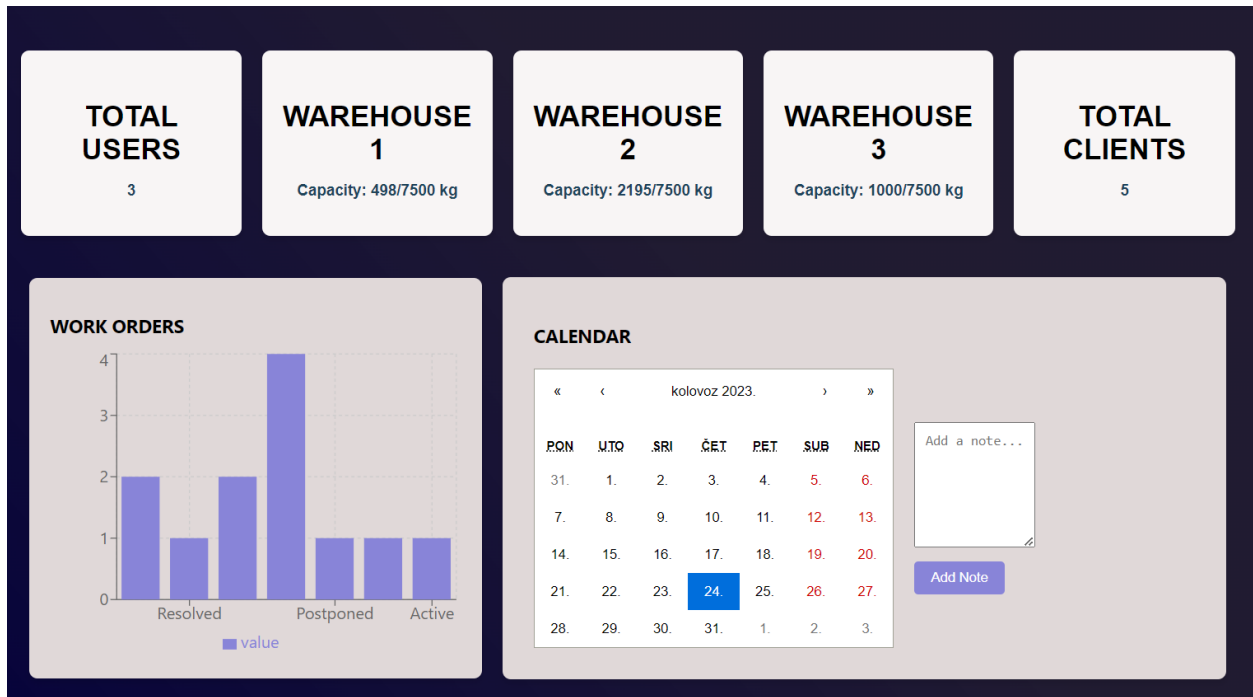 TOTAL
USERS
3
WAREHOUSE
1
Capacity: 498/7500 kg
WAREHOUSE
2
Capacity: 2195/7500 kg
WAREHOUSE
3
Capacity: 1000/7500 kg
TOTAL
CLIENTS
5
WORK ORDERS
4
3
2
1
0
Resolved Postponed Active
value
CALENDAR
« ‹ kolovoz 2023. › »
PON UTO SRI ČET PET SUB NED
31. 1. 2. 3. 4. 5. 6.
7. 8. 9. 10. 11. 12. 13.
14. 15. 16. 17. 18. 19. 20.
21. 22. 23. 24. 25. 26. 27.
28. 29. 30. 31. 1. 2. 3.
Add a note...
Add Note